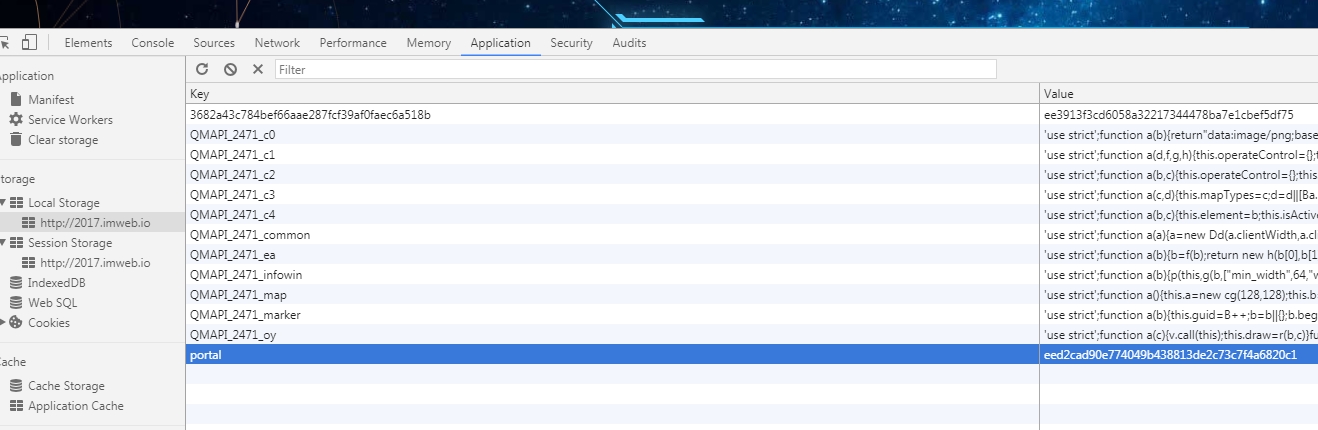 Elements Console Sources Network Performance Memory Application Security Audits
Application
Filter
Manifest
Service Workers
Clear storage
Storage
Local Storage
http://2017.imweb.io
Session Storage
http://2017.imweb.io
IndexedDB
Web SQL
Cookies
Cache
Cache Storage
Application Cache
Key Value
3682a43c784bef66aae287fcf39af0faec6a518b ee3913f3cd6058a32217344478ba7e1cbef5df75
QMAPI_2471_c0 'use strict';function a(b){return"data:image/png;base
QMAPI_2471_c1 'use strict';function a(d,f,g,h){this.operateControl={};t
QMAPI_2471_c2 'use strict';function a(b,c){this.operateControl={};this
QMAPI_2471_c3 'use strict';function a(c,d){this.mapTypes=c;d=d||[Ba.
QMAPI_2471_c4 'use strict';function a(b,c){this.element=b;this.isActive
QMAPI_2471_common 'use strict';function a(a){a=new Dd(a.clientWidth,a.cl
QMAPI_2471_ea 'use strict';function a(b){b=f(b);return new h(b[0],b[1
QMAPI_2471_infowin 'use strict';function a(b){p(this,g(b,["min_width",64,"v
QMAPI_2471_map 'use strict';function a(){this.a=new cg(128,128);this.b
QMAPI_2471_marker 'use strict';function a(b){this.guid=B++;b=b||{};b.beg
QMAPI_2471_oy 'use strict';function a(c){v.call(this);this.draw=r(b,c)}fu
portal eed2cad90e774049b438813de2c73c7f4a6820c1